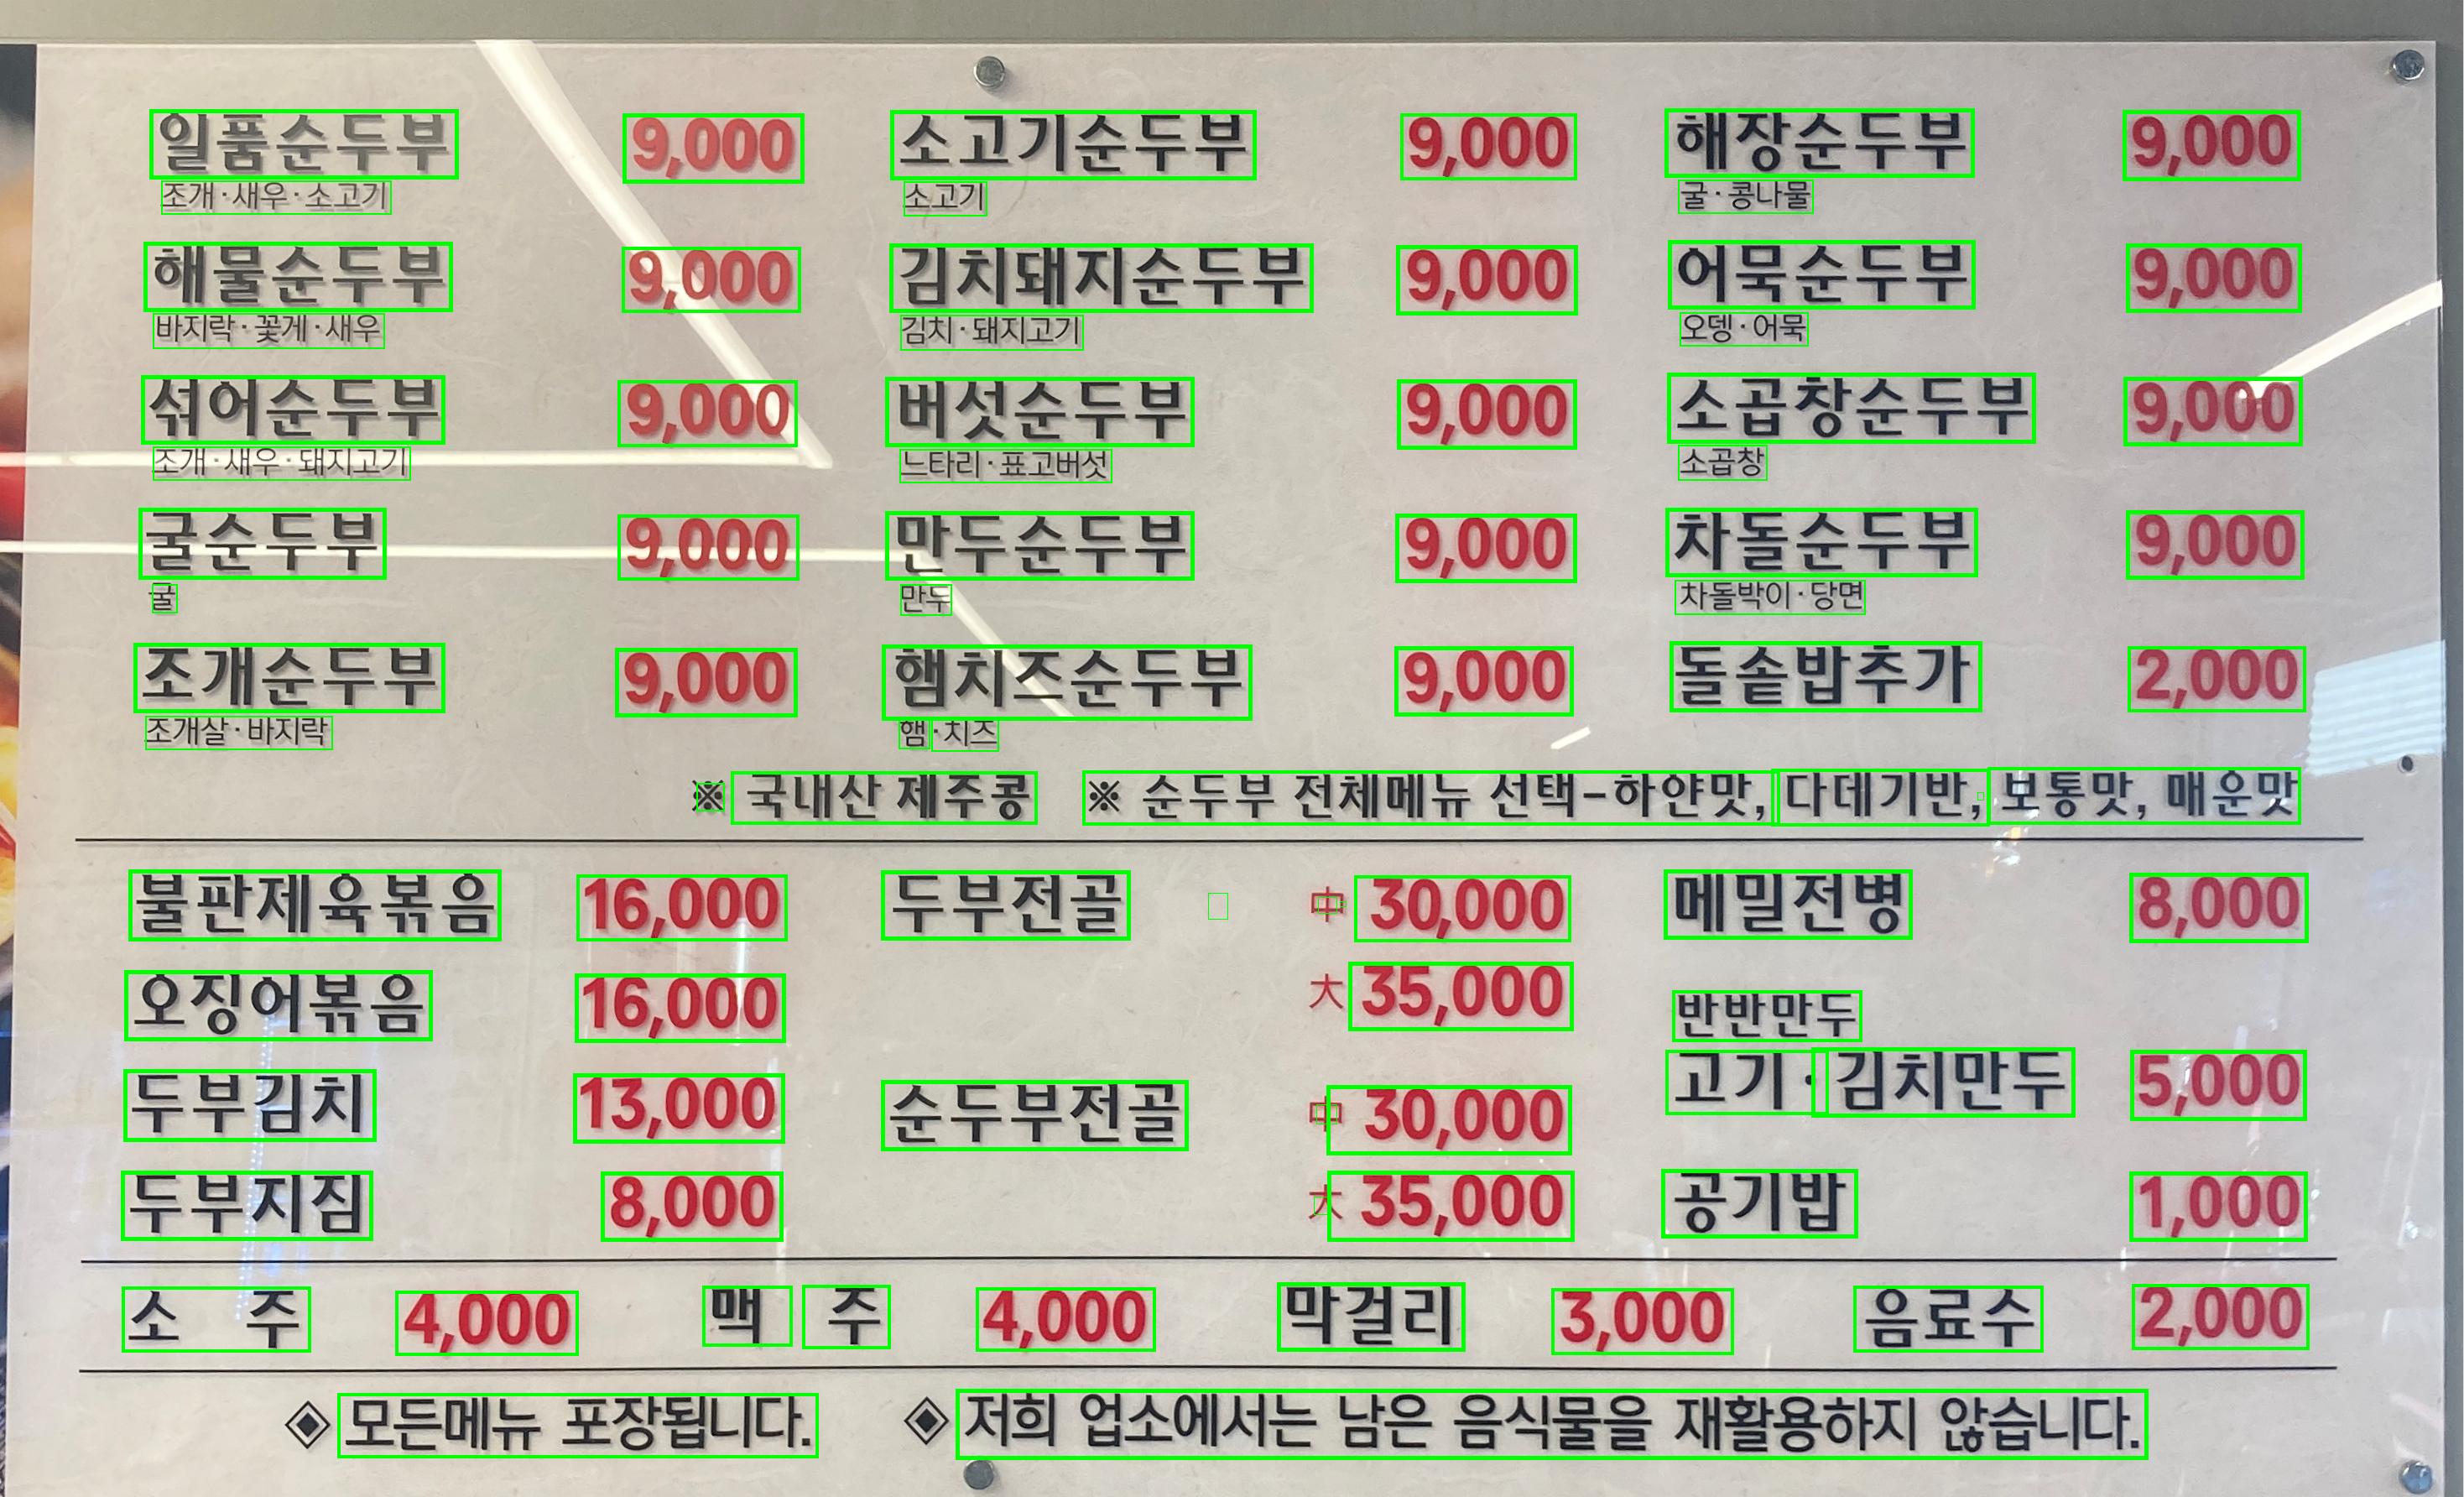 일품순두부 9,000 소고기순두부 9,000 해장순두부 9,000
조개·새우·소고기 소고기 굴·콩나물
해물순두부 9,000 김치돼지순두부 9,000 어묵순두부 9,000
바지락·꽃게·새우 김치·돼지고기 오뎅·어묵
섞어순두부 9,000 버섯순두부 9,000 소곱창순두부 9,000
조개·새우·돼지고기 느타리·표고버섯 소곱창
굴순두부 9,000 만두순두부 9,000 차돌순두부 9,000
굴 만두 차돌박이·당면
조개순두부 9,000 햄치즈순두부 9,000 돌솥밥추가 2,000
조개살·바지락 햄·치즈
※ 국내산 제주콩 ※ 순두부 전체메뉴 선택-하얀맛, 다데기반, 보통맛, 매운맛
불판제육볶음 16,000 두부전골 中 30,000 메밀전병 8,000
오징어볶음 16,000 大 35,000 반반만두
두부김치 13,000 순두부전골 中 30,000 고기·김치만두 5,000
두부지짐 8,000 大 35,000 공기밥 1,000
소 주 4,000 맥 주 4,000 막걸리 3,000 음료수 2,000
◈ 모든메뉴 포장됩니다. ◈ 저희 업소에서는 남은 음식물을 재활용하지 않습니다.